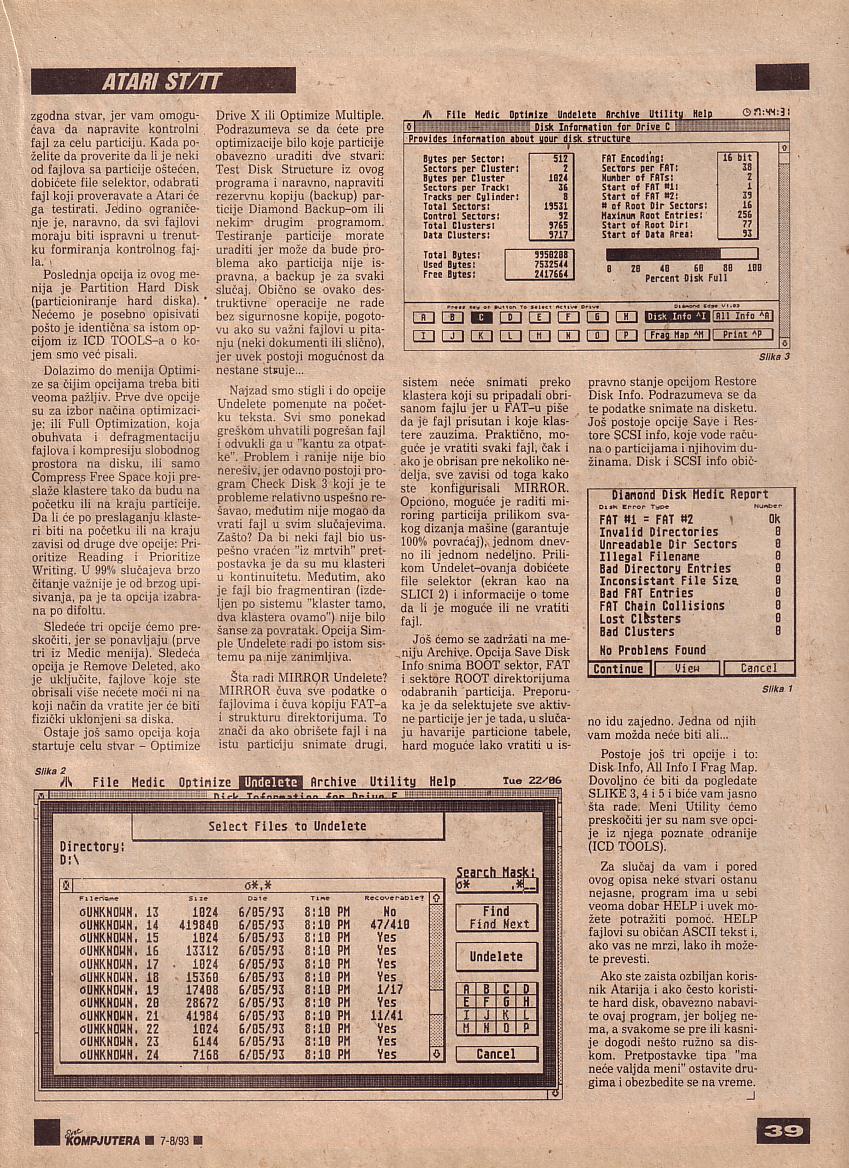 ATARI ST/TT
zgodna stvar, jer vam omogu-
ćava da napravite kontrolni
fajl za celu particiju. Kada po-
želite da proverite da li je neki
od fajlova sa particije oštećen,
dobićete file selektor, odabrati
fajl koji proveravate a Atari će
ga testirati. Jedino ograniče-
nje je, naravno, da svi fajlovi
moraju biti ispravni u trenut-
ku formiranja kontrolnog faj-
la.
Poslednja opcija iz ovog me-
nija je Partition Hard Disk
(particioniranje hard diska).
Nećemo je posebno opisivati
pošto je identična sa istom op-
cijom iz ICD TOOLS-a o ko-
jem smo već pisali.
Dolazimo do menija Optimi-
ze sa čijim opcijama treba biti
veoma pažljiv. Prve dve opcije
su za izbor načina optimizaci-
je: ili Full Optimization, koja
obuhvata i defragmentaciju
fajlova i kompresiju slobodnog
prostora na disku, ili samo
Compress Free Space koji pre-
slaže klastere tako da budu na
početku ili na kraju particije.
Da li će po preslaganju klaste-
ri biti na početku ili na kraju
zavisi od druge dve opcije: Pri-
oritize Reading i Prioritize
Writing. U 99% slučajeva brzo
čitanje važnije je od brzog upi-
sivanja, pa je ta opcija izabra-
na po difoltu.
Sledeće tri opcije ćemo pre-
skočiti, jer se ponavljaju (prve
tri iz Medic menija). Sledeća
opcija je Remove Deleted, ako
je uključite, fajlove koje ste
obrisali više nećete moći ni na
koji način da vratite jer će biti
fizički uklonjeni sa diska.
Ostaje još samo opcija koja
startuje celu stvar – Optimize
Drive X ili Optimize Multiple.
Podrazumeva se da ćete pre
optimizacije bilo koje particije
obavezno uraditi dve stvari:
Test Disk Structure iz ovog
programa i naravno, napraviti
rezervnu kopiju (backup) par-
ticije Diamond Backup-om ili
nekim drugim programom.
Testiranje particije morate
uraditi jer može da bude pro-
blema ako particija nije is-
pravna, a backup je za svaki
slučaj. Obično se ovako de-
struktivne operacije ne rade
bez sigurnosne kopije, pogoto-
vu ako su važni fajlovi u pita-
nju (neki dokumenti ili slično),
jer uvek postoji mogućnost da
nestane struje...
Najzad smo stigli i do opcije
Undelete pomenute na počet-
ku teksta. Svi smo ponekad
greškom uhvatili pogrešan fajl
i odvukli ga u "kantu za otpat-
ke". Problem i ranije nije bio
nerešiv, jer odavno postoji pro-
gram Check Disk 3 koji je te
probleme relativno uspešno re-
šavao, međutim nije mogao da
vrati fajl u svim slučajevima.
Zašto? Da bi neki fajl bio us-
pešno vraćen "iz mrtvih" pret-
postavka je da su mu klasteri
u kontinuitetu. Međutim, ako
je fajl bio fragmentiran (izde-
ljen po sistemu "klaster tamo,
dva klastera ovamo") nije bilo
šanse za povratak. Opcija Sim-
ple Undelete radi po istom sis-
temu pa nije zanimljiva.
Šta radi MIRROR Undelete?
MIRROR čuva sve podatke o
fajlovima i čuva kopiju FAT-a
i strukturu direktorijuma. To
znači da ako obrišete fajl i na
istu particiju snimate drugi,
File Medic Optimize Undelete Archive Utility Help
Disk Information for Drive C
Provides information about your disk structure
Bytes per Sector: 512 FAT Encoding: 16 bit
Sectors per Cluster: 2 Sectors per FAT: 38
Bytes per Cluster 1024 Number of FATs: 2
Sectors per Track: 36 Start of FAT #1: 1
Tracks per Cylinder: 8 Start of FAT #2: 39
Total Sectors: 19531 # of Root Dir Sectors: 16
Control Sectors: 92 Maximum Root Entries: 256
Total Clusters: 9765 Start of Root Dir: 77
Data Clusters: 9717 Start of Data Area: 93
Total Bytes: 9950208
Used Bytes: 7532544
Free Bytes: 2417664
0 20 40 60 80 100
Percent Disk Full
Press Key or Button To Select Active Drive Diamond Edge V1.03
A B C D E F G H Disk Info ^I All Info ^A
I J K L M N O P Frag Map ^M Print ^P
Slika 3
sistem neće snimati preko
klastera koji su pripadali obri-
sanom fajlu jer u FAT-u piše
da je fajl prisutan i koje klas-
tere zauzima. Praktično, mo-
guće je vratiti svaki fajl, čak i
ako je obrisan pre nekoliko ne-
delja, sve zavisi od toga kako
ste konfigurisali MIRROR.
Opciono, moguće je raditi mi-
roring particija prilikom sva-
kog dizanja mašine (garantuje
100% povraćaj), jednom dnev-
no ili jednom nedeljno. Prili-
kom Undelet-ovanja dobićete
file selektor (ekran kao na
SLICI 2) i informacije o tome
da li je moguće ili ne vratiti
fajl.
Još ćemo se zadržati na me-
niju Archive. Opcija Save Disk
Info snima BOOT sektor, FAT
i sektore ROOT direktorijuma
odabranih particija. Preporu-
ka je da selektujete sve aktiv-
ne particije jer je tada, u sluča-
ju havarije particione tabele,
hard moguće lako vratiti u is-
pravno stanje opcijom Restore
Disk Info. Podrazumeva se da
te podatke snimate na disketu.
Još postoje opcije Save i Res-
tore SCSI info, koje vode raču-
na o particijama i njihovim du-
žinama. Disk i SCSI info obič-
Diamond Disk Medic Report
Disk Error Type Number
FAT #1 = FAT #2 Ok
Invalid Directories 0
Unreadable Dir Sectors 0
Illegal Filename 0
Bad Directory Entries 0
Inconsistant File Size 0
Bad FAT Entries 0
FAT Chain Collisions 0
Lost Clusters 0
Bad Clusters 0
No Problems Found
Continue View Cancel
Slika 1
no idu zajedno. Jedna od njih
vam možda neće biti ali...
Postoje još tri opcije i to:
Disk Info, All Info I Frag Map.
Dovoljno će biti da pogledate
SLIKE 3, 4 i 5 i biće vam jasno
šta rade. Meni Utility ćemo
preskočiti jer su nam sve opci-
je iz njega poznate odranije
(ICD TOOLS).
Za slučaj da vam i pored
ovog opisa neke stvari ostanu
nejasne, program ima u sebi
veoma dobar HELP i uvek mo-
žete potražiti pomoć. HELP
fajlovi su običan ASCII tekst i,
ako vas ne mrzi, lako ih može-
te prevesti.
Ako ste zaista ozbiljan koris-
nik Atarija i ako često koristi-
te hard disk, obavezno nabavi-
te ovaj program, jer boljeg ne-
ma, a svakome se pre ili kasni-
je dogodi nešto ružno sa dis-
kom. Pretpostavke tipa "ma
neće valjda meni" ostavite dru-
gima i obezbedite se na vreme.
Slika 2
File Medic Optimize Undelete Archive Utility Help Tue 22/06
Disk Information for Drive F
Select Files to Undelete
Directory:
D:\
σ*.*
Filename Size Date Time Recoverable?
σUNKNOWN. 13 1024 6/05/93 8:10 PM No
σUNKNOWN. 14 419840 6/05/93 8:10 PM 47/410
σUNKNOWN. 15 1024 6/05/93 8:10 PM Yes
σUNKNOWN. 16 13312 6/05/93 8:10 PM Yes
σUNKNOWN. 17 1024 6/05/93 8:10 PM Yes
σUNKNOWN. 18 15360 6/05/93 8:10 PM Yes
σUNKNOWN. 19 17408 6/05/93 8:10 PM 1/17
σUNKNOWN. 20 28672 6/05/93 8:10 PM Yes
σUNKNOWN. 21 41984 6/05/93 8:10 PM 11/41
σUNKNOWN. 22 1024 6/05/93 8:10 PM Yes
σUNKNOWN. 23 6144 6/05/93 8:10 PM Yes
σUNKNOWN. 24 7168 6/05/93 8:10 PM Yes
Search Mask:
σ* .*
Find
Find Next
Undelete
A B C D
E F G H
I J K L
M N O P
Cancel
Svet
KOMPJUTERA 7-8/93
39